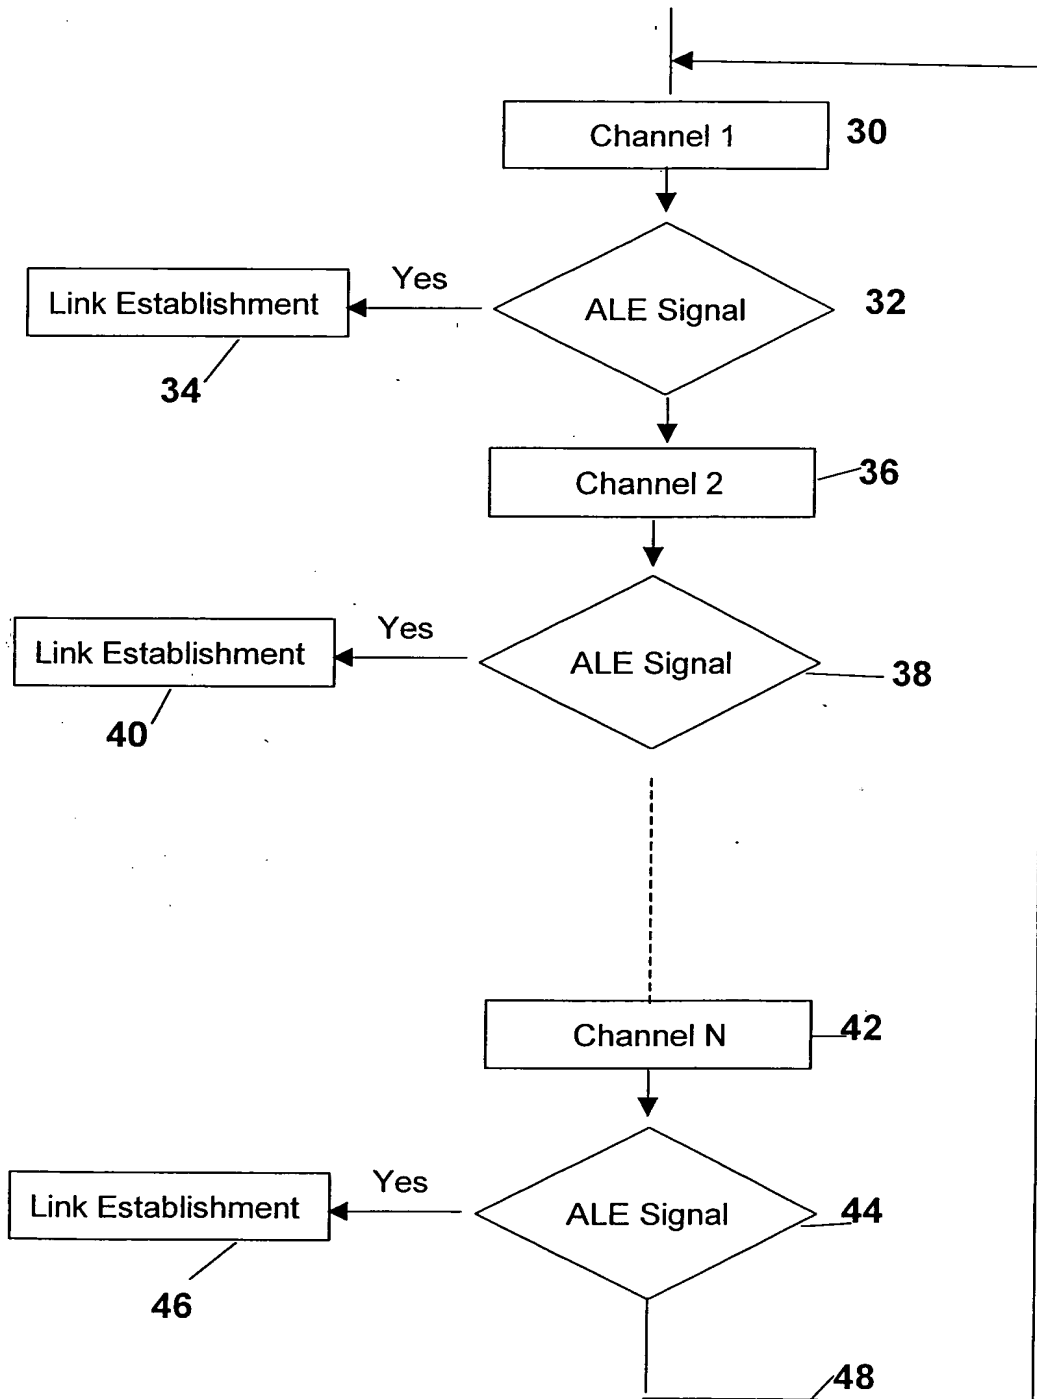 Channel 1
30
Yes
Link Establishment
ALE Signal
32
34
Channel 2
36
Yes
Link Establishment
ALE Signal
38
40
Channel N
42
Yes
Link Establishment
ALE Signal
44
46
48